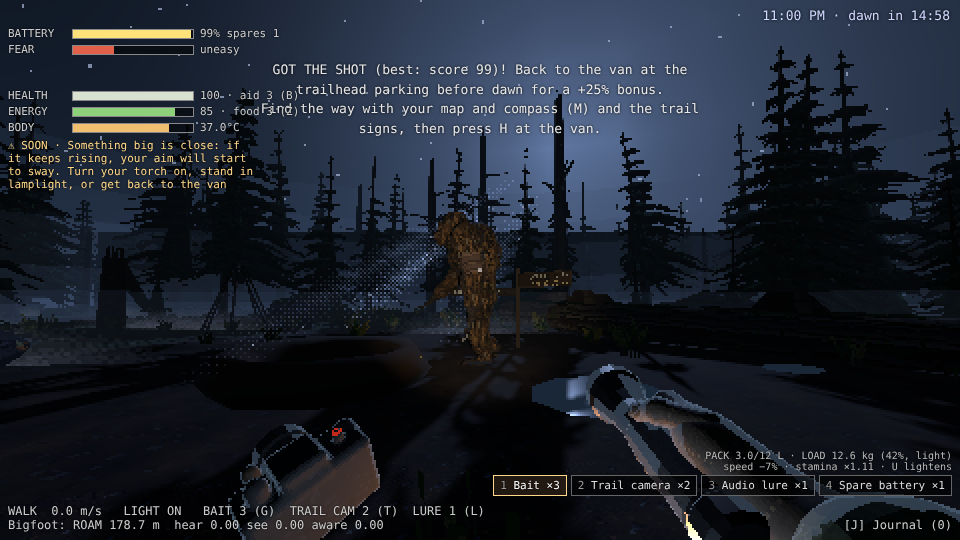 11:00 PM · dawn in 14:58
BATTERY 99% spares 1
FEAR uneasy
HEALTH 100 · aid 3 (B)
ENERGY 85 · food 3 (Z)
BODY 37.0°C
⚠ SOON · Something big is close: if
it keeps rising, your aim will start
to sway. Turn your torch on, stand in
lamplight, or get back to the van
GOT THE SHOT (best: score 99)! Back to the van at the
trailhead parking before dawn for a +25% bonus.
Find the way with your map and compass (M) and the trail
signs, then press H at the van.
PACK 3.0/12 L · LOAD 12.6 kg (42%, light)
speed −7% · stamina ×1.11 · U lightens
1 Bait ×3
2 Trail camera ×2
3 Audio lure ×1
4 Spare battery ×1
WALK 0.0 m/s LIGHT ON BAIT 3 (G) TRAIL CAM 2 (T) LURE 1 (L)
Bigfoot: ROAM 178.7 m hear 0.00 see 0.00 aware 0.00
[J] Journal (0)